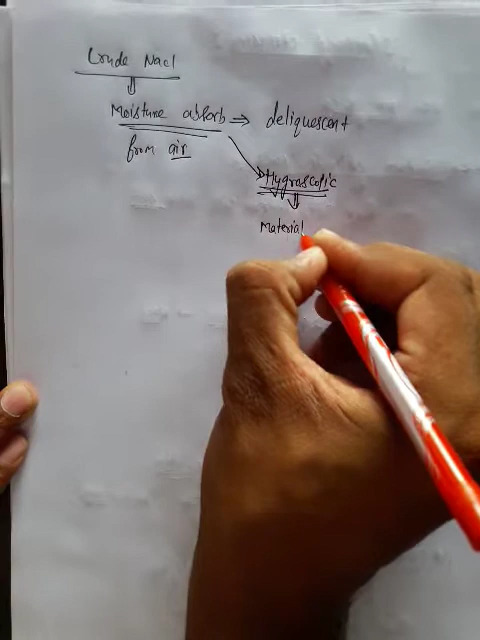 Crude Nacl
⇓
Moisture absorb ⇒ deliquescent
from air
Hygroscopic
⇓
Material